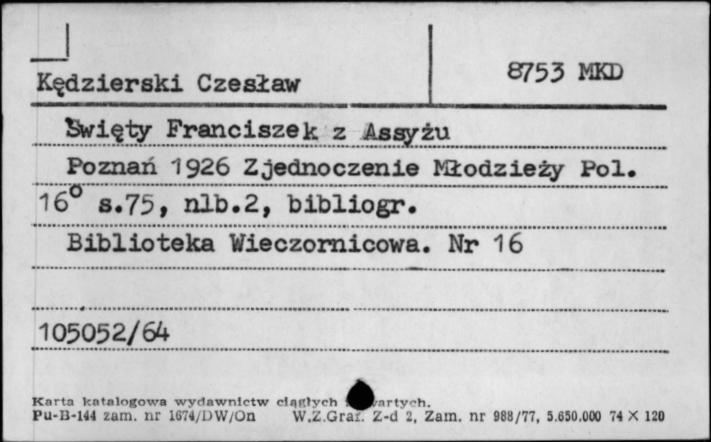 Kędzierski Czesław
8753 MKD
Święty Franciszek z Assyżu
Poznań 1926 Zjednoczenie Młodzieży Pol.
16° s.75, nlb.2, bibliogr.
Biblioteka Wieczornicowa. Nr 16
105052/64
Karta katalogowa wydawnictw ciągłych
Pu-B-144 zam. nr 1674/DW/On W.Z.Graf. Z-d 2, Zam. nr 988/77, 5.650.000 74 X 120